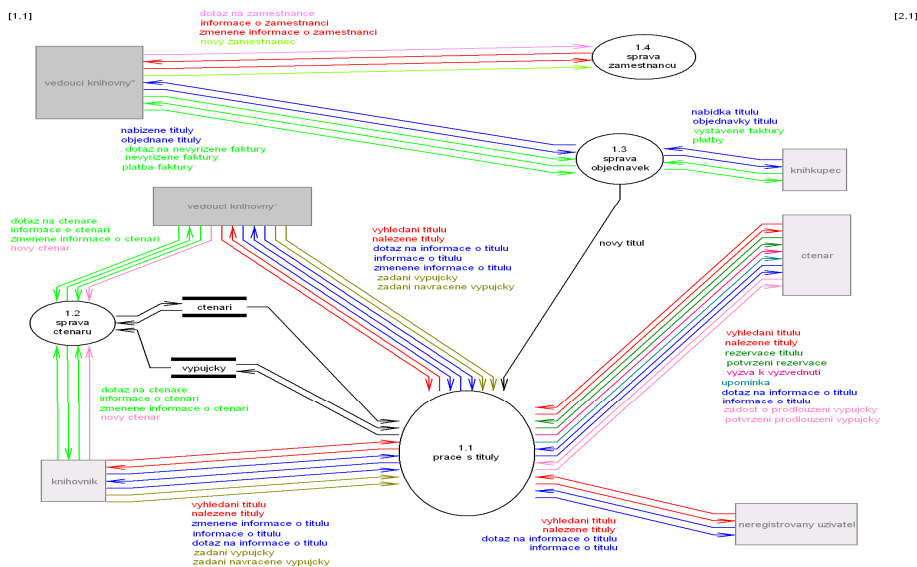 [1.1]
[2.1]
dotaz na zamestnance
informace o zamestnanci
zmenene informace o zamestnanci
novy zamestnanec
1.4
sprava
zamestnancu
vedouci knihovny"
nabizene tituly
objednane tituly
dotaz na nevyrizene faktury
nevyrizene faktury
platba faktury
1.3
sprava
objednavek
nabidka titulu
objednavky titulu
vystavene faktury
platby
knihkupec
vedouci knihovny"
dotaz na ctenare
informace o ctenari
zmenene informace o ctenari
novy ctenar
vyhledani titulu
nalezene tituly
dotaz na informace o titulu
informace o titulu
zmenene informace o titulu
zadani vypujcky
zadani navracene vypujcky
novy titul
ctenar
1.2
sprava
ctenaru
ctenari
vypujcky
vyhledani titulu
nalezene tituly
rezervace titulu
potvrzeni rezervace
vyzva k vyzvednuti
upominka
dotaz na informace o titulu
informace o titulu
zadost o prodlouzeni vypujcky
potvrzeni prodlouzeni vypujcky
dotaz na ctenare
informace o ctenari
zmenene informace o ctenari
novy ctenar
1.1
prace s tituly
knihovnik
vyhledani titulu
nalezene tituly
zmenene informace o titulu
informace o titulu
dotaz na informace o titulu
zadani vypujcky
zadani navracene vypujcky
vyhledani titulu
nalezene tituly
dotaz na informace o titulu
informace o titulu
neregistrovany uzivatel